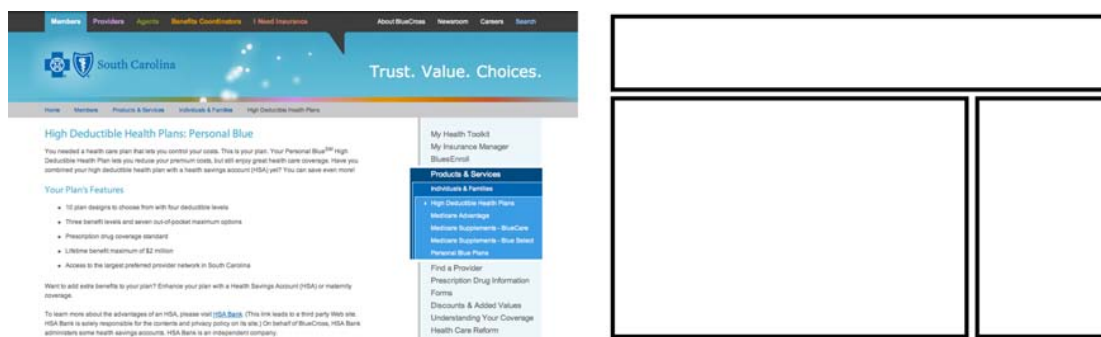 Members Providers Agents Benefits Coordinators I Need Insurance About BlueCross Newsroom Careers Search
South Carolina
Trust. Value. Choices.
Home Members Products & Services Individuals & Families High Deductible Health Plans
High Deductible Health Plans: Personal Blue
You needed a health care plan that lets you control your costs. This is your plan. Your Personal Blue℠ High
Deductible Health Plan lets you reduce your premium costs, but still enjoy great health care coverage. Have you
combined your high deductible health plan with a health savings account (HSA) yet? You can save even more!
Your Plan's Features
• 10 plan designs to choose from with four deductible levels
• Three benefit levels and seven out-of-pocket maximum options
• Prescription drug coverage standard
• Lifetime benefit maximum of $2 million
• Access to the largest preferred provider network in South Carolina
Want to add extra benefits to your plan? Enhance your plan with a Health Savings Account (HSA) or maternity
coverage.
To learn more about the advantages of an HSA, please visit HSA Bank. (This link leads to a third party Web site.
HSA Bank is solely responsible for the contents and privacy policy on its site.) On behalf of BlueCross, HSA Bank
administers some health savings accounts. HSA Bank is an independent company.
My Health Toolkit
My Insurance Manager
BluesEnroll
Products & Services
Individuals & Families
High Deductible Health Plans
Medicare Advantage
Medicare Supplements - BlueCare
Medicare Supplements - Blue Select
Personal Blue Plans
Find a Provider
Prescription Drug Information
Forms
Discounts & Added Values
Understanding Your Coverage
Health Care Reform